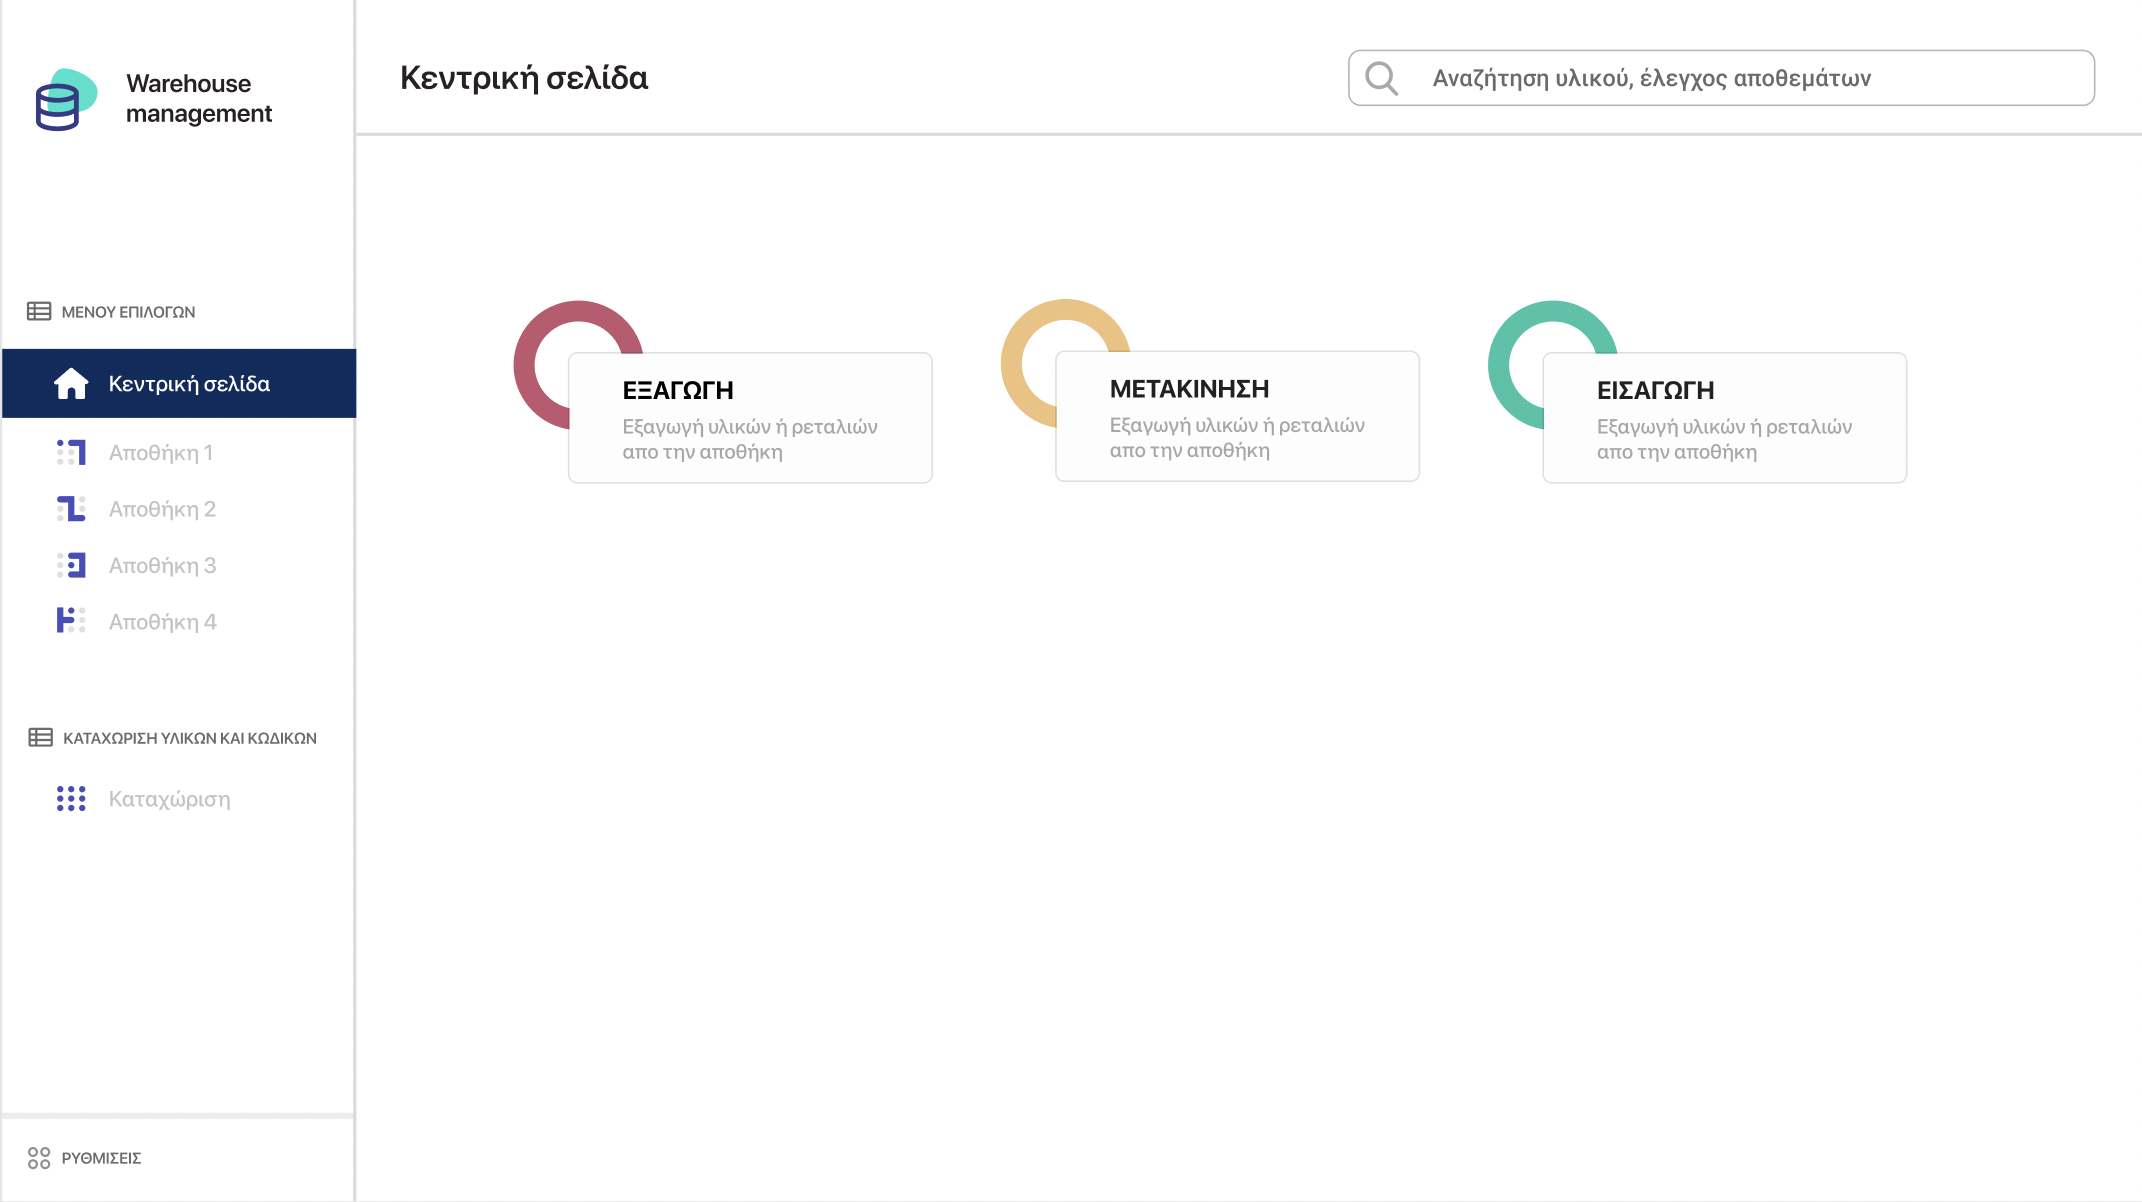 Warehouse
management
Κεντρική σελίδα
Αναζήτηση υλικού, έλεγχος αποθεμάτων
ΜΕΝΟΥ ΕΠΙΛΟΓΩΝ
Κεντρική σελίδα
Αποθήκη 1
Αποθήκη 2
Αποθήκη 3
Αποθήκη 4
ΚΑΤΑΧΩΡΙΣΗ ΥΛΙΚΩΝ ΚΑΙ ΚΩΔΙΚΩΝ
Καταχώριση
ΡΥΘΜΙΣΕΙΣ
ΕΞΑΓΩΓΗ
Εξαγωγή υλικών ή ρεταλιών
απο την αποθήκη
ΜΕΤΑΚΙΝΗΣΗ
Εξαγωγή υλικών ή ρεταλιών
απο την αποθήκη
ΕΙΣΑΓΩΓΗ
Εξαγωγή υλικών ή ρεταλιών
απο την αποθήκη